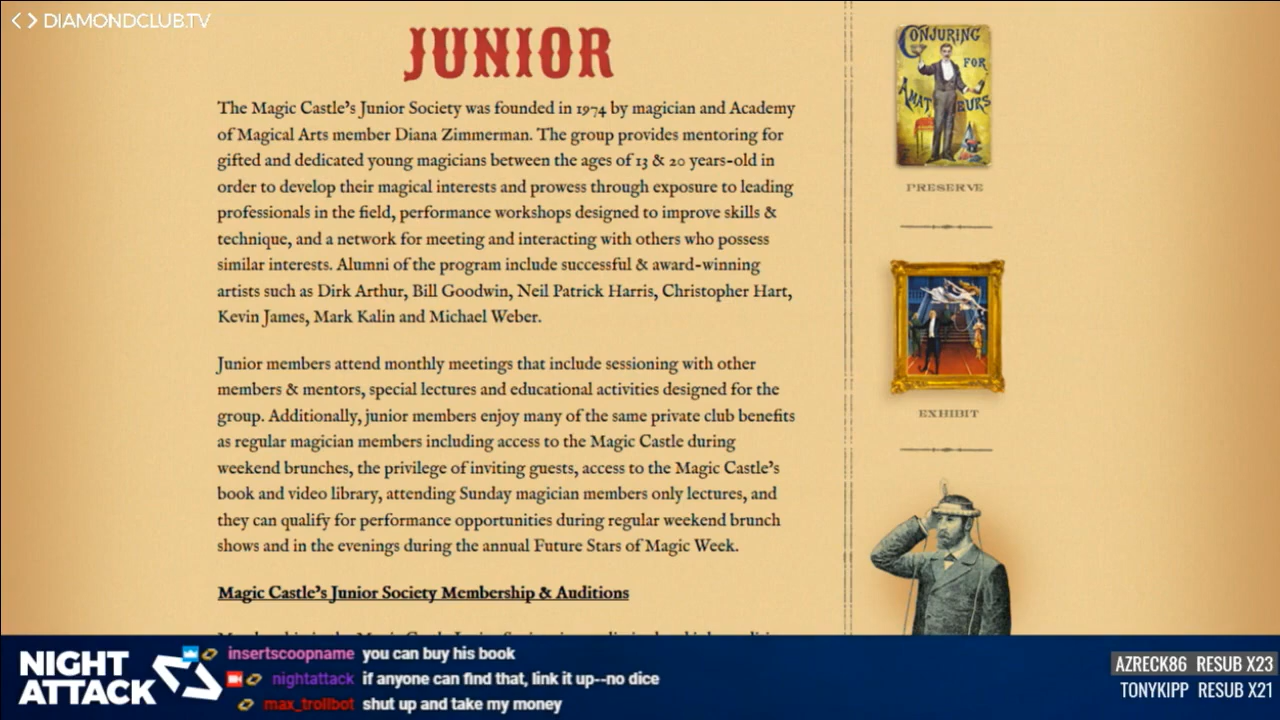 < > DIAMONDCLUB.TV
JUNIOR
The Magic Castle's Junior Society was founded in 1974 by magician and Academy
of Magical Arts member Diana Zimmerman. The group provides mentoring for
gifted and dedicated young magicians between the ages of 13 & 20 years-old in
order to develop their magical interests and prowess through exposure to leading
professionals in the field, performance workshops designed to improve skills &
technique, and a network for meeting and interacting with others who possess
similar interests. Alumni of the program include successful & award-winning
artists such as Dirk Arthur, Bill Goodwin, Neil Patrick Harris, Christopher Hart,
Kevin James, Mark Kalin and Michael Weber.
Junior members attend monthly meetings that include sessioning with other
members & mentors, special lectures and educational activities designed for the
group. Additionally, junior members enjoy many of the same private club benefits
as regular magician members including access to the Magic Castle during
weekend brunches, the privilege of inviting guests, access to the Magic Castle's
book and video library, attending Sunday magician members only lectures, and
they can qualify for performance opportunities during regular weekend brunch
shows and in the evenings during the annual Future Stars of Magic Week.
Magic Castle's Junior Society Membership & Auditions
CONJURING
FOR
AMATEURS
PRESERVE
EXHIBIT
NIGHT
ATTACK
insertscoopname you can buy his book
nightattack if anyone can find that, link it up--no dice
max_trollbot shut up and take my money
AZRECK86 RESUB X23
TONYKIPP RESUB X21